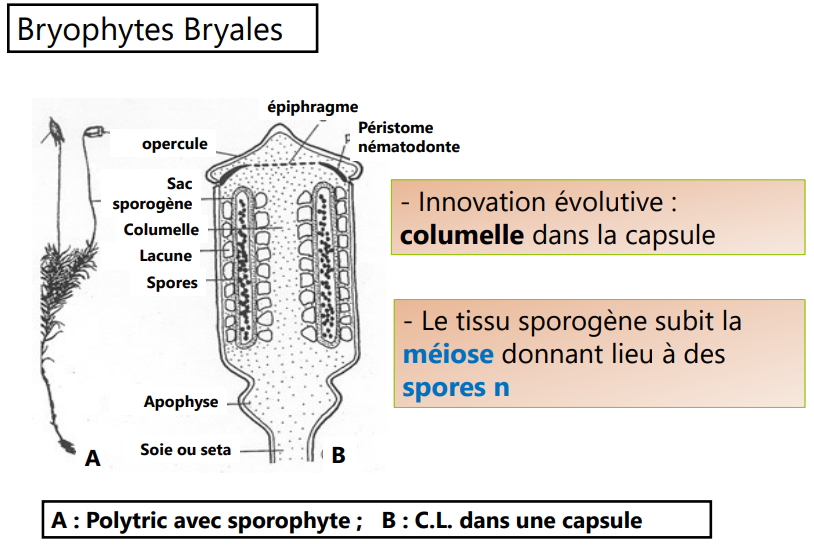 Bryophytes Bryales
épiphragme
Péristome
nématodonte
opercule
Sac
sporogène
Columelle
Lacune
Spores
Apophyse
Soie ou seta
A
B
- Innovation évolutive :
columelle dans la capsule
- Le tissu sporogène subit la
méiose donnant lieu à des
spores n
A : Polytric avec sporophyte ; B : C.L. dans une capsule